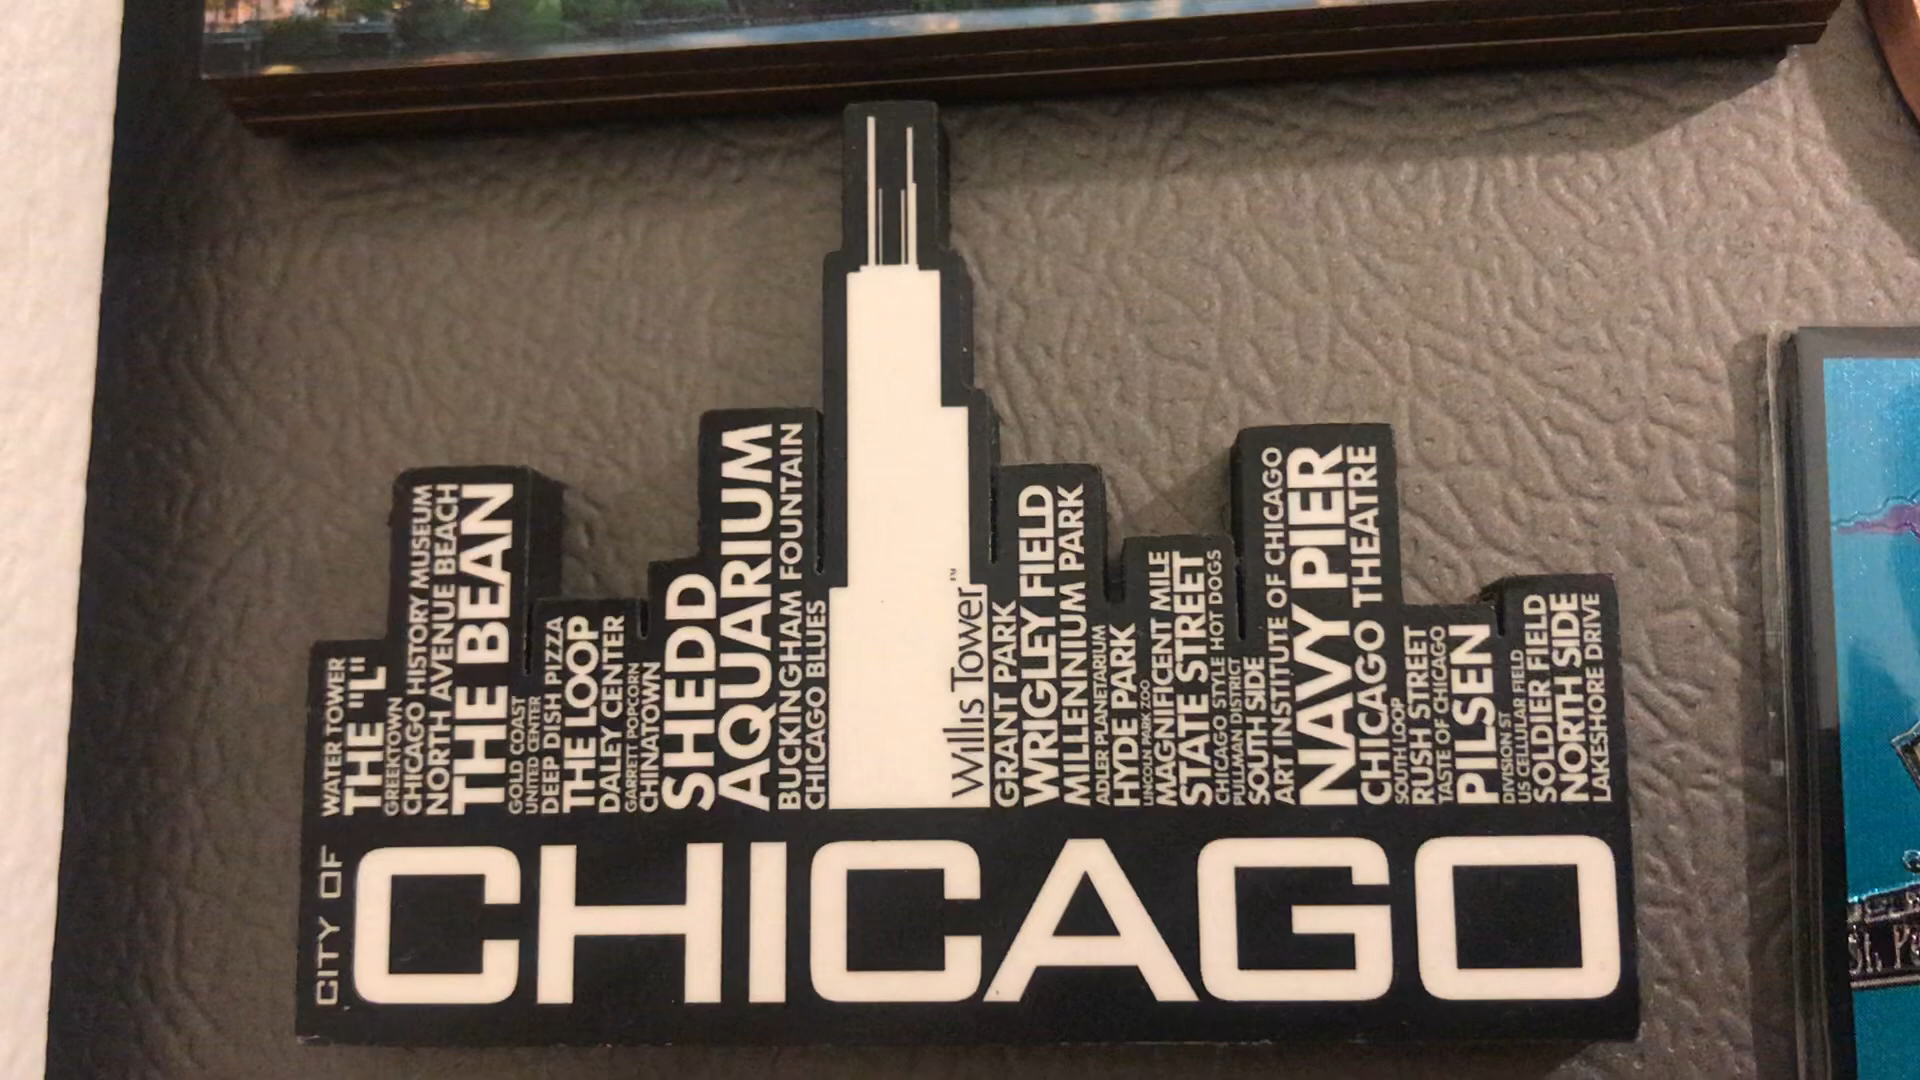 WATER TOWER
THE "L"
GREEKTOWN
CHICAGO HISTORY MUSEUM
NORTH AVENUE BEACH
THE BEAN
GOLD COAST
UNITED CENTER
DEEP DISH PIZZA
THE LOOP
DALEY CENTER
GARRETT POPCORN
CHINATOWN
SHEDD
AQUARIUM
BUCKINGHAM FOUNTAIN
CHICAGO BLUES
Willis Tower™
GRANT PARK
WRIGLEY FIELD
MILLENNIUM PARK
ADLER PLANETARIUM
HYDE PARK
LINCOLN PARK ZOO
MAGNIFICENT MILE
STATE STREET
CHICAGO STYLE HOT DOGS
PULLMAN DISTRICT
SOUTH SIDE
ART INSTITUTE OF CHICAGO
NAVY PIER
CHICAGO THEATRE
SOUTH LOOP
RUSH STREET
TASTE OF CHICAGO
PILSEN
DIVISION ST
US CELLULAR FIELD
SOLDIER FIELD
NORTH SIDE
LAKESHORE DRIVE
CITY OF
CHICAGO
St.